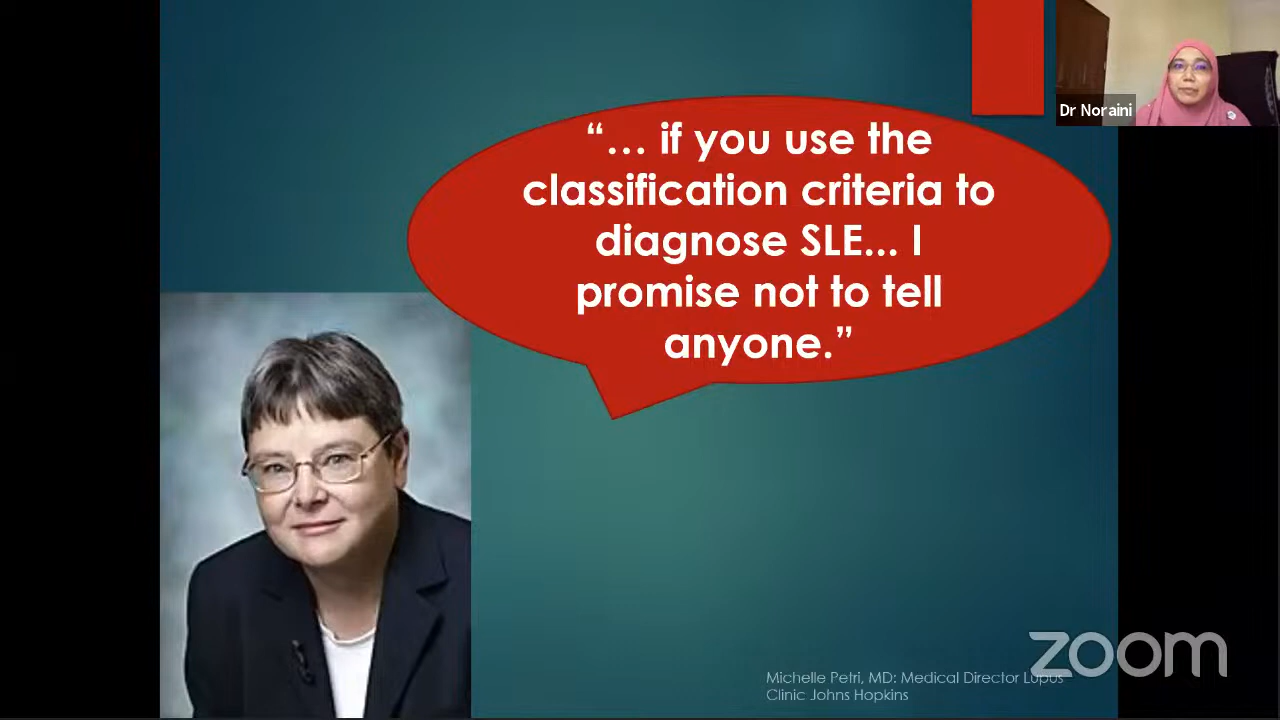 “... if you use the
classification criteria to
diagnose SLE... I
promise not to tell
anyone.”
Dr Noraini
Michelle Petri, MD: Medical Director Lupus
Clinic Johns Hopkins
zoom